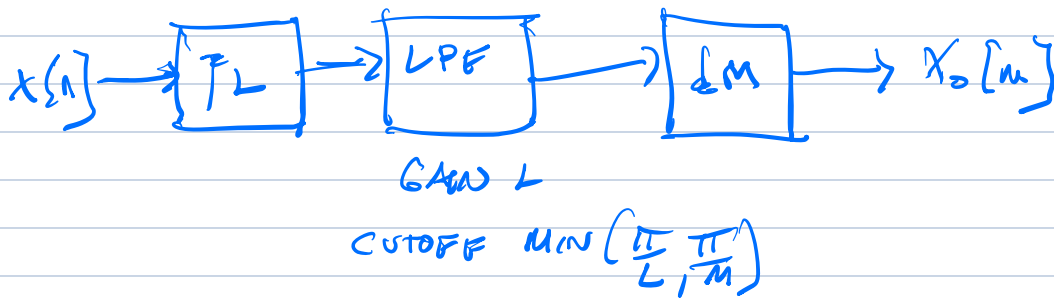 x[n] ↑L LPF ↓M X₀[n]
GAIN L
CUTOFF MIN(π/L, π/M)